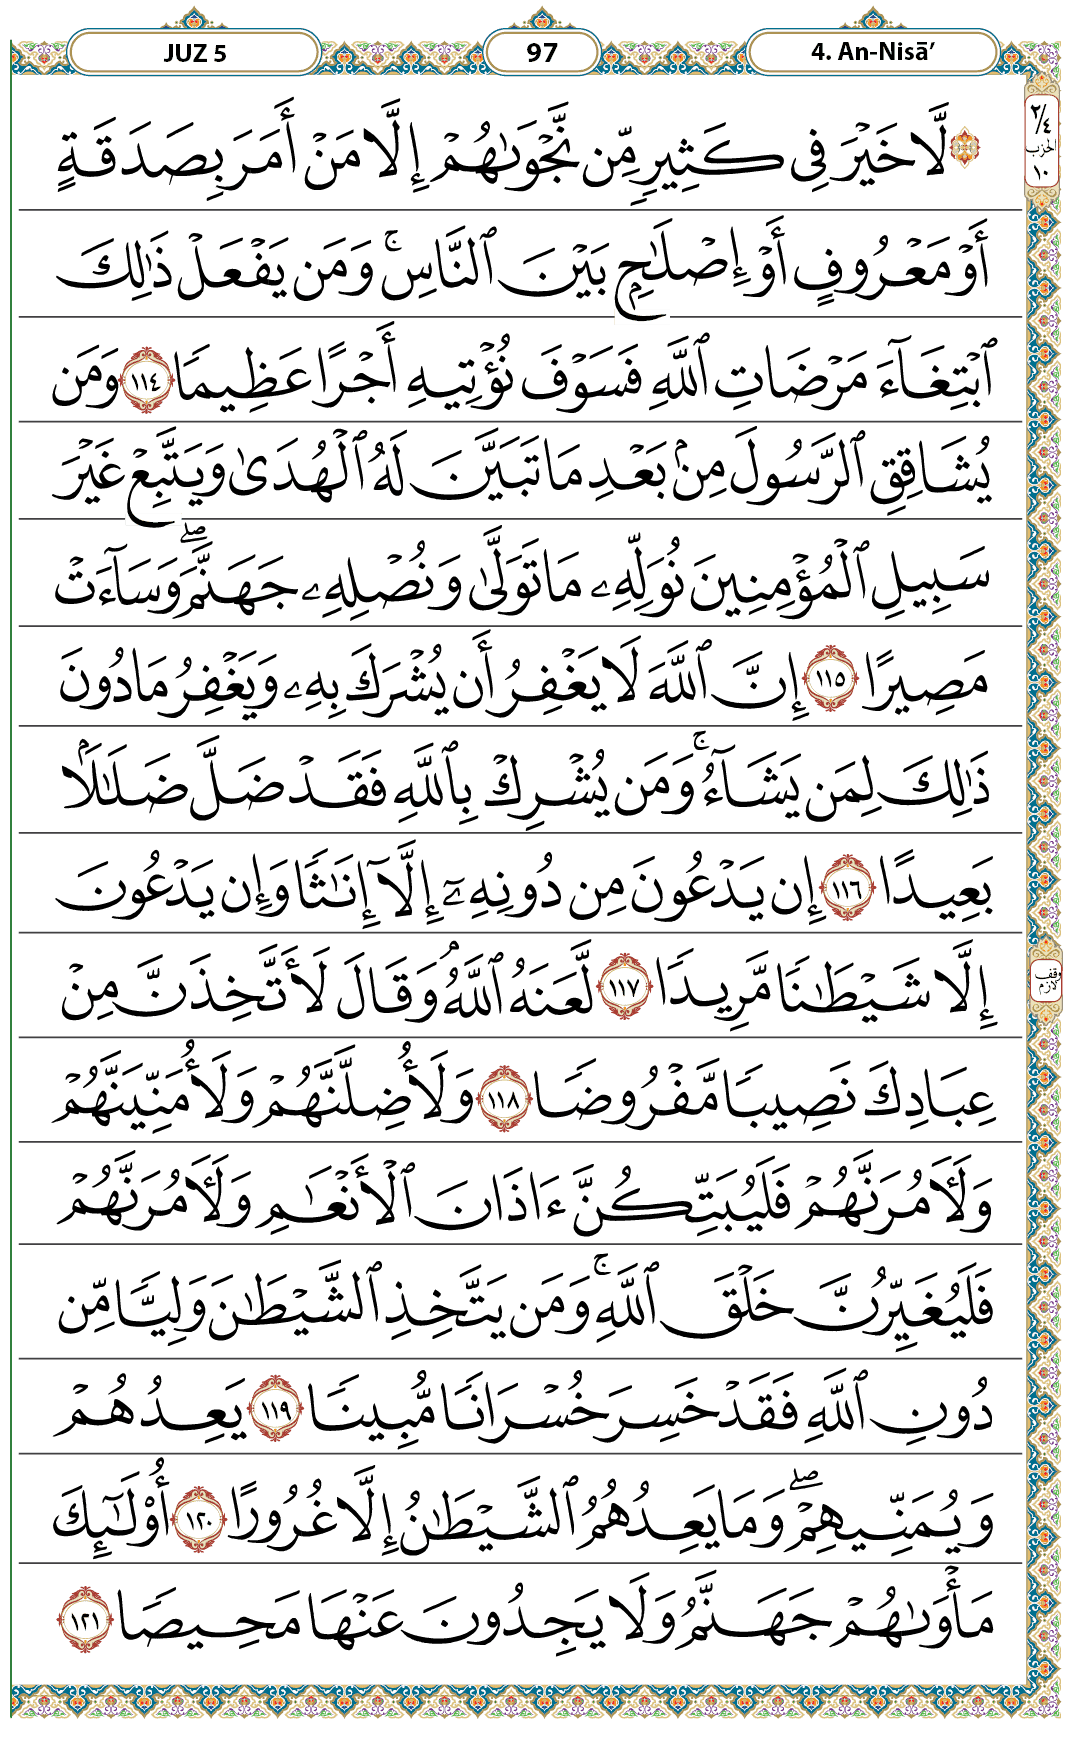 JUZ 5
97
4. An-Nisā’
٢/٤
الحزب
١٠
۞ لَّا خَيْرَ فِى كَثِيرٍ مِّن نَّجْوَىٰهُمْ إِلَّا مَنْ أَمَرَ بِصَدَقَةٍ
أَوْ مَعْرُوفٍ أَوْ إِصْلَـٰحٍۭ بَيْنَ ٱلنَّاسِ ۚ وَمَن يَفْعَلْ ذَٰلِكَ
ٱبْتِغَآءَ مَرْضَاتِ ٱللَّهِ فَسَوْفَ نُؤْتِيهِ أَجْرًا عَظِيمًا ١١٤ وَمَن
يُشَاقِقِ ٱلرَّسُولَ مِنۢ بَعْدِ مَا تَبَيَّنَ لَهُ ٱلْهُدَىٰ وَيَتَّبِعْ غَيْرَ
سَبِيلِ ٱلْمُؤْمِنِينَ نُوَلِّهِۦ مَا تَوَلَّىٰ وَنُصْلِهِۦ جَهَنَّمَ ۖ وَسَآءَتْ
مَصِيرًا ١١٥ إِنَّ ٱللَّهَ لَا يَغْفِرُ أَن يُشْرَكَ بِهِۦ وَيَغْفِرُ مَا دُونَ
ذَٰلِكَ لِمَن يَشَآءُ ۚ وَمَن يُشْرِكْ بِٱللَّهِ فَقَدْ ضَلَّ ضَلَـٰلًۢا
بَعِيدًا ١١٦ إِن يَدْعُونَ مِن دُونِهِۦٓ إِلَّآ إِنَـٰثًا وَإِن يَدْعُونَ
إِلَّا شَيْطَـٰنًا مَّرِيدًا ١١٧ لَّعَنَهُ ٱللَّهُ ۘ وَقَالَ لَأَتَّخِذَنَّ مِنْ
وقف
لازم
عِبَادِكَ نَصِيبًا مَّفْرُوضًا ١١٨ وَلَأُضِلَّنَّهُمْ وَلَأُمَنِّيَنَّهُمْ
وَلَـَٔامُرَنَّهُمْ فَلَيُبَتِّكُنَّ ءَاذَانَ ٱلْأَنْعَـٰمِ وَلَـَٔامُرَنَّهُمْ
فَلَيُغَيِّرُنَّ خَلْقَ ٱللَّهِ ۚ وَمَن يَتَّخِذِ ٱلشَّيْطَـٰنَ وَلِيًّا مِّن
دُونِ ٱللَّهِ فَقَدْ خَسِرَ خُسْرَانًا مُّبِينًا ١١٩ يَعِدُهُمْ
وَيُمَنِّيهِمْ ۖ وَمَا يَعِدُهُمُ ٱلشَّيْطَـٰنُ إِلَّا غُرُورًا ١٢٠ أُو۟لَـٰٓئِكَ
مَأْوَىٰهُمْ جَهَنَّمُ وَلَا يَجِدُونَ عَنْهَا مَحِيصًا ١٢١